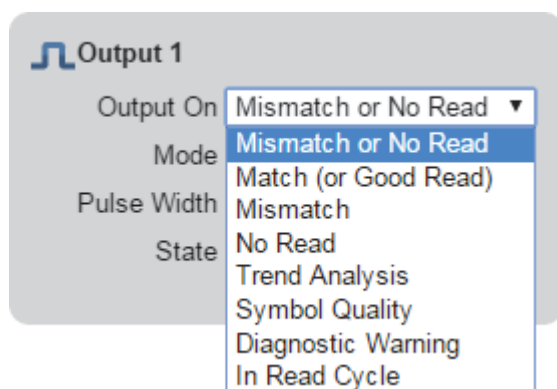 Output 1
Output On Mismatch or No Read
Mode
Pulse Width
State
Mismatch or No Read
Match (or Good Read)
Mismatch
No Read
Trend Analysis
Symbol Quality
Diagnostic Warning
In Read Cycle